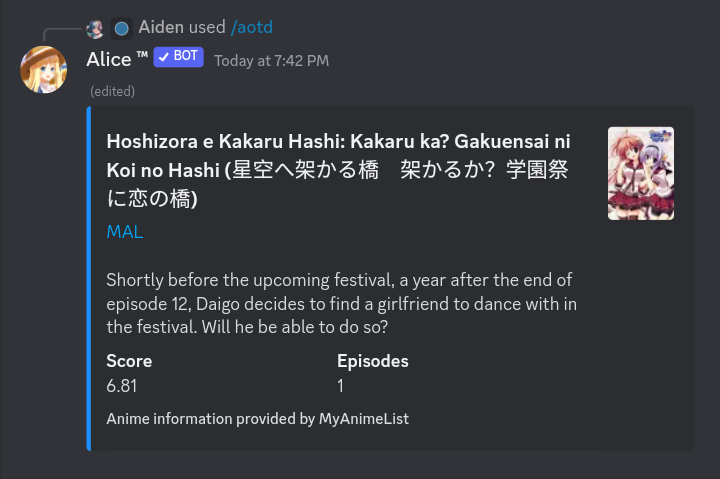 Aiden used /aotd
Alice ™ ✓ BOT Today at 7:42 PM
(edited)
Hoshizora e Kakaru Hashi: Kakaru ka? Gakuensai ni
Koi no Hashi (星空へ架かる橋　架かるか？学園祭
に恋の橋)
MAL
Shortly before the upcoming festival, a year after the end of
episode 12, Daigo decides to find a girlfriend to dance with in
the festival. Will he be able to do so?
Score Episodes
6.81 1
Anime information provided by MyAnimeList